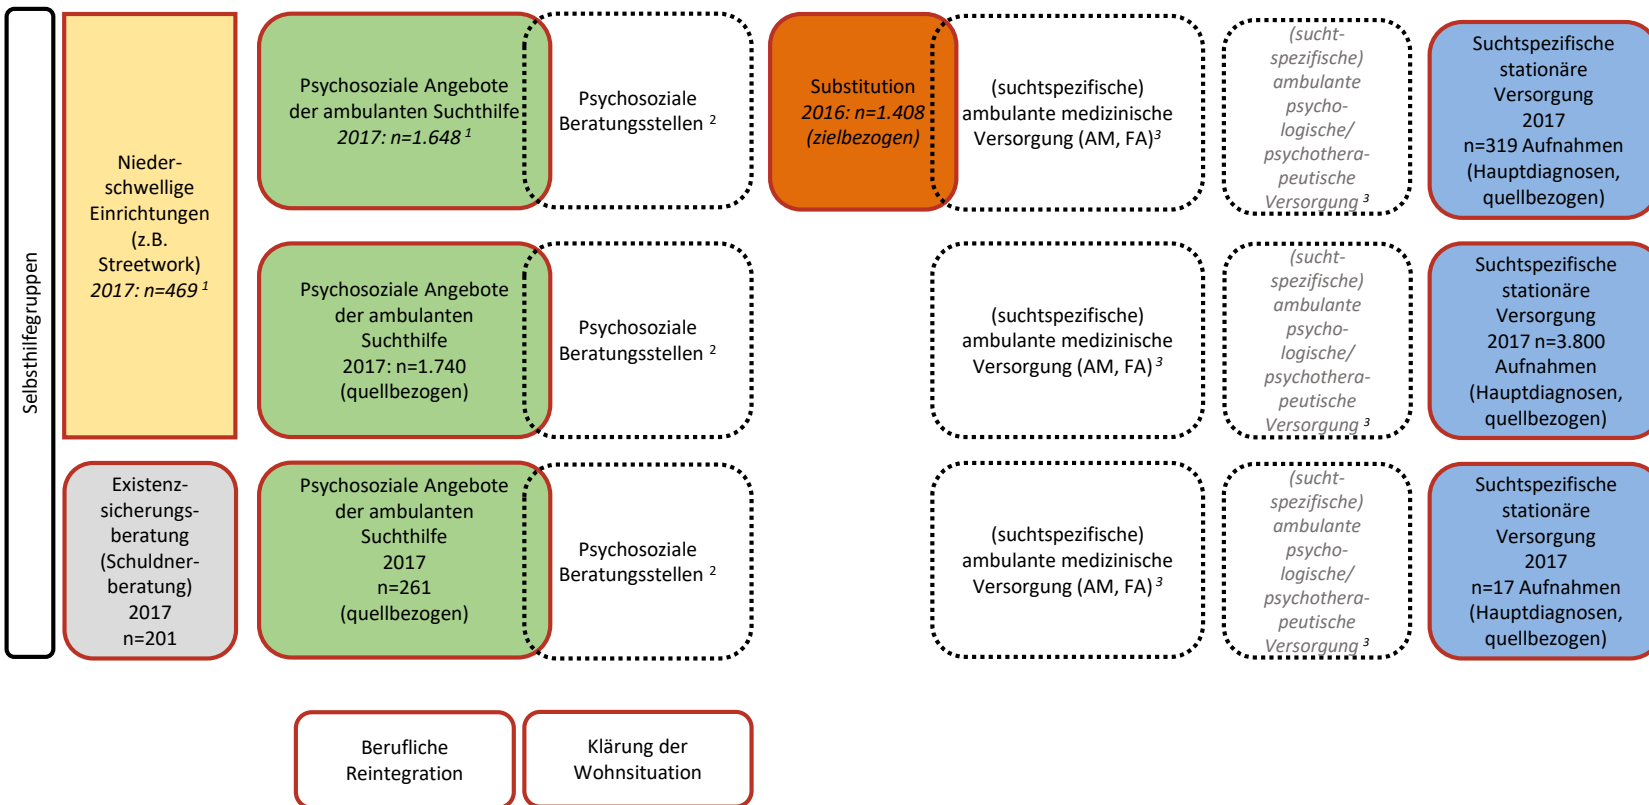 Selbsthilfegruppen
Nieder-
schwellige
Einrichtungen
(z.B.
Streetwork)
2017: n=469 ¹
Psychosoziale Angebote
der ambulanten Suchthilfe
2017: n=1.648 ¹
Psychosoziale
Beratungsstellen ²
Substitution
2016: n=1.408
(zielbezogen)
(suchtspezifische)
ambulante medizinische
Versorgung (AM, FA)³
(sucht-
spezifische)
ambulante
psycho-
logische/
psychothera-
peutische
Versorgung ³
Suchtspezifische
stationäre
Versorgung
2017
n=319 Aufnahmen
(Hauptdiagnosen,
quellbezogen)
Psychosoziale Angebote
der ambulanten
Suchthilfe
2017: n=1.740
(quellbezogen)
Psychosoziale
Beratungsstellen ²
(suchtspezifische)
ambulante medizinische
Versorgung (AM, FA) ³
(sucht-
spezifische)
ambulante
psycho-
logische/
psychothera-
peutische
Versorgung ³
Suchtspezifische
stationäre
Versorgung
2017 n=3.800
Aufnahmen
(Hauptdiagnosen,
quellbezogen)
Existenz-
sicherungs-
beratung
(Schuldner-
beratung)
2017
n=201
Psychosoziale Angebote
der ambulanten
Suchthilfe
2017
n=261
(quellbezogen)
Psychosoziale
Beratungsstellen ²
(suchtspezifische)
ambulante medizinische
Versorgung (AM, FA) ³
(sucht-
spezifische)
ambulante
psycho-
logische/
psychothera-
peutische
Versorgung ³
Suchtspezifische
stationäre
Versorgung
2017
n=17 Aufnahmen
(Hauptdiagnosen,
quellbezogen)
Berufliche
Reintegration
Klärung der
Wohnsituation